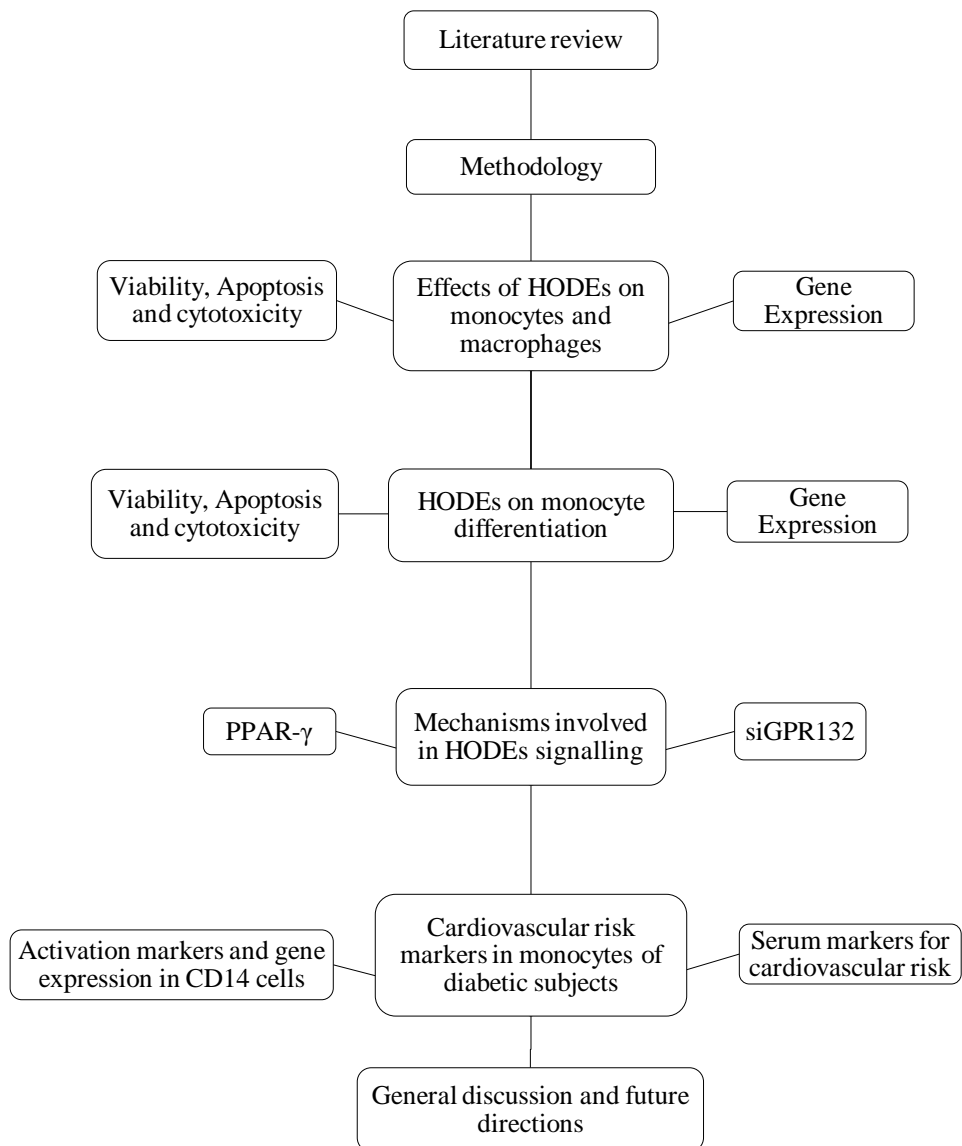 Literature review
Methodology
Viability, Apoptosis
and cytotoxicity
Effects of HODEs on
monocytes and
macrophages
Gene
Expression
Viability, Apoptosis
and cytotoxicity
HODEs on monocyte
differentiation
Gene
Expression
PPAR-γ
Mechanisms involved
in HODEs signalling
siGPR132
Activation markers and gene
expression in CD14 cells
Cardiovascular risk
markers in monocytes of
diabetic subjects
Serum markers for
cardiovascular risk
General discussion and future
directions